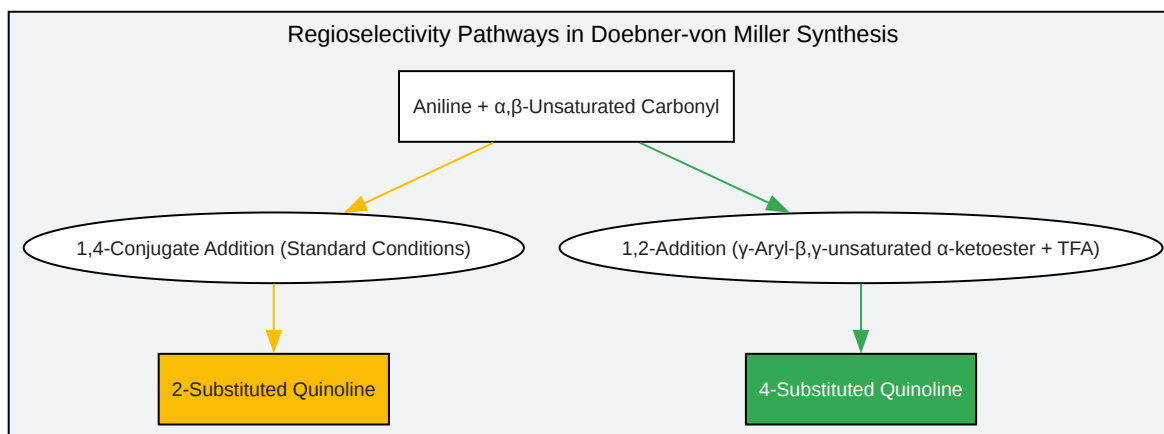 Regioselectivity Pathways in Doebner-von Miller Synthesis
Aniline + α,β-Unsaturated Carbonyl
1,4-Conjugate Addition (Standard Conditions)
1,2-Addition (γ-Aryl-β,γ-unsaturated α-ketoester + TFA)
2-Substituted Quinoline
4-Substituted Quinoline